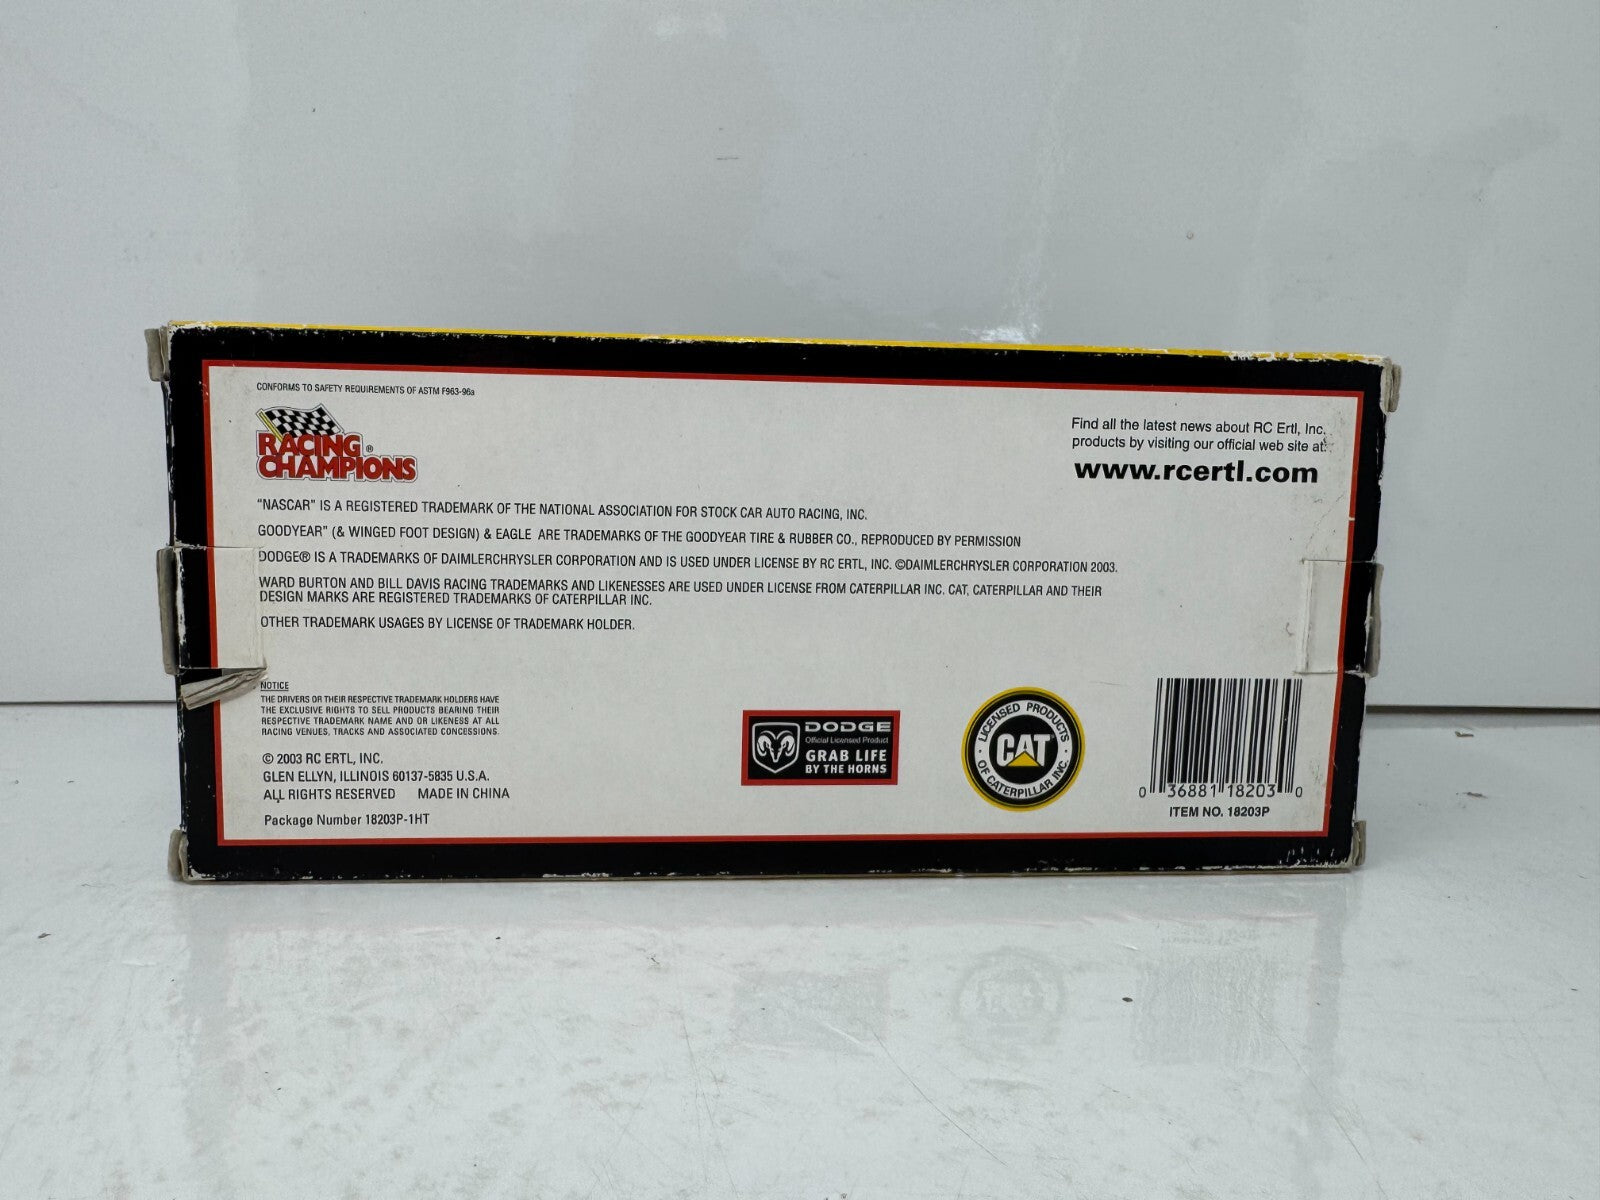 CONFORMS TO SAFETY REQUIREMENTS OF ASTM F963-96a
RACING ®
CHAMPIONS
Find all the latest news about RC Ertl, Inc.
products by visiting our official web site at:
www.rcertl.com
"NASCAR" IS A REGISTERED TRADEMARK OF THE NATIONAL ASSOCIATION FOR STOCK CAR AUTO RACING, INC.
GOODYEAR" (& WINGED FOOT DESIGN) & EAGLE ARE TRADEMARKS OF THE GOODYEAR TIRE & RUBBER CO., REPRODUCED BY PERMISSION
DODGE® IS A TRADEMARKS OF DAIMLERCHRYSLER CORPORATION AND IS USED UNDER LICENSE BY RC ERTL, INC. ©DAIMLERCHRYSLER CORPORATION 2003.
WARD BURTON AND BILL DAVIS RACING TRADEMARKS AND LIKENESSES ARE USED UNDER LICENSE FROM CATERPILLAR INC. CAT, CATERPILLAR AND THEIR
DESIGN MARKS ARE REGISTERED TRADEMARKS OF CATERPILLAR INC.
OTHER TRADEMARK USAGES BY LICENSE OF TRADEMARK HOLDER.
NOTICE
THE DRIVERS OR THEIR RESPECTIVE TRADEMARK HOLDERS HAVE
THE EXCLUSIVE RIGHTS TO SELL PRODUCTS BEARING THEIR
RESPECTIVE TRADEMARK NAME AND OR LIKENESS AT ALL
RACING VENUES, TRACKS AND ASSOCIATED CONCESSIONS.
© 2003 RC ERTL, INC.
GLEN ELLYN, ILLINOIS 60137-5835 U.S.A.
ALL RIGHTS RESERVED MADE IN CHINA
Package Number 18203P-1HT
DODGE
Official Licensed Product
GRAB LIFE
BY THE HORNS
LICENSED PRODUCTS
CAT
OF CATERPILLAR INC.
0 36881 18203 0
ITEM NO. 18203P